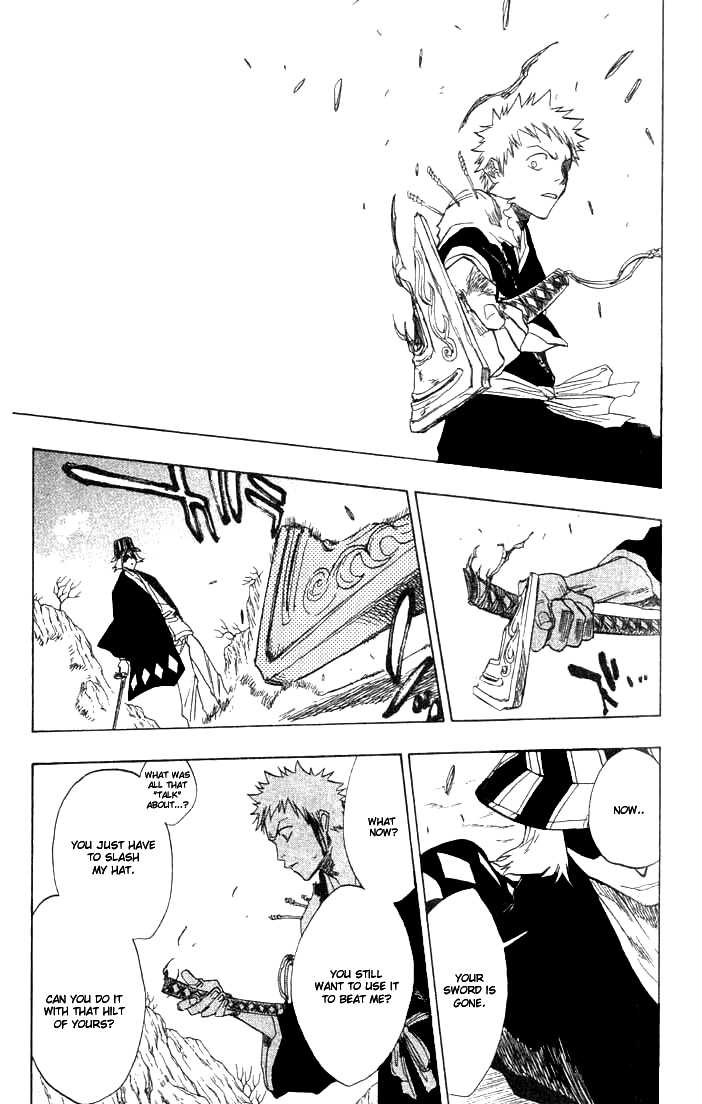 ズ…
NOW..
YOUR
SWORD IS
GONE.
WHAT
NOW?
YOU STILL
WANT TO USE IT
TO BEAT ME?
WHAT WAS
ALL THAT
"TALK"
ABOUT...?
YOU JUST HAVE
TO SLASH
MY HAT.
CAN YOU DO IT
WITH THAT HILT
OF YOURS?